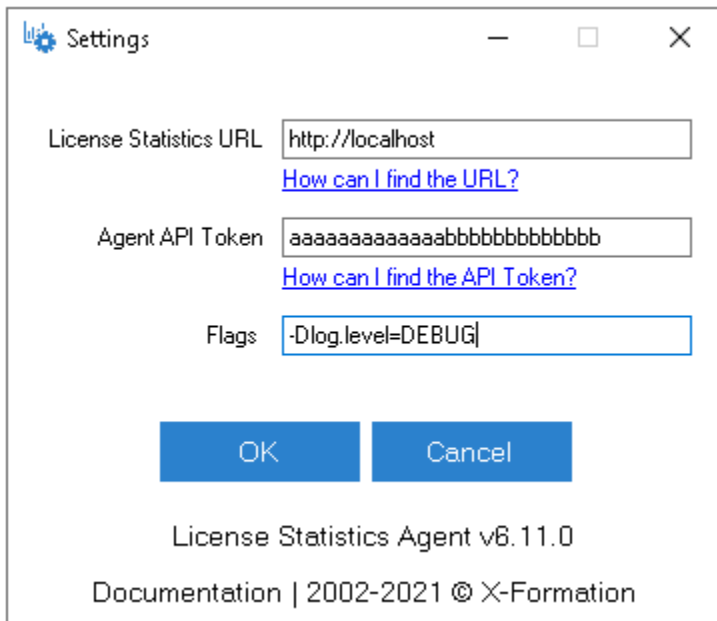 Settings
License Statistics URL http://localhost
How can I find the URL?
Agent API Token aaaaaaaaaaaaabbbbbbbbbbbbb
How can I find the API Token?
Flags -Dlog.level=DEBUG
OK Cancel
License Statistics Agent v6.11.0
Documentation | 2002-2021 © X-Formation